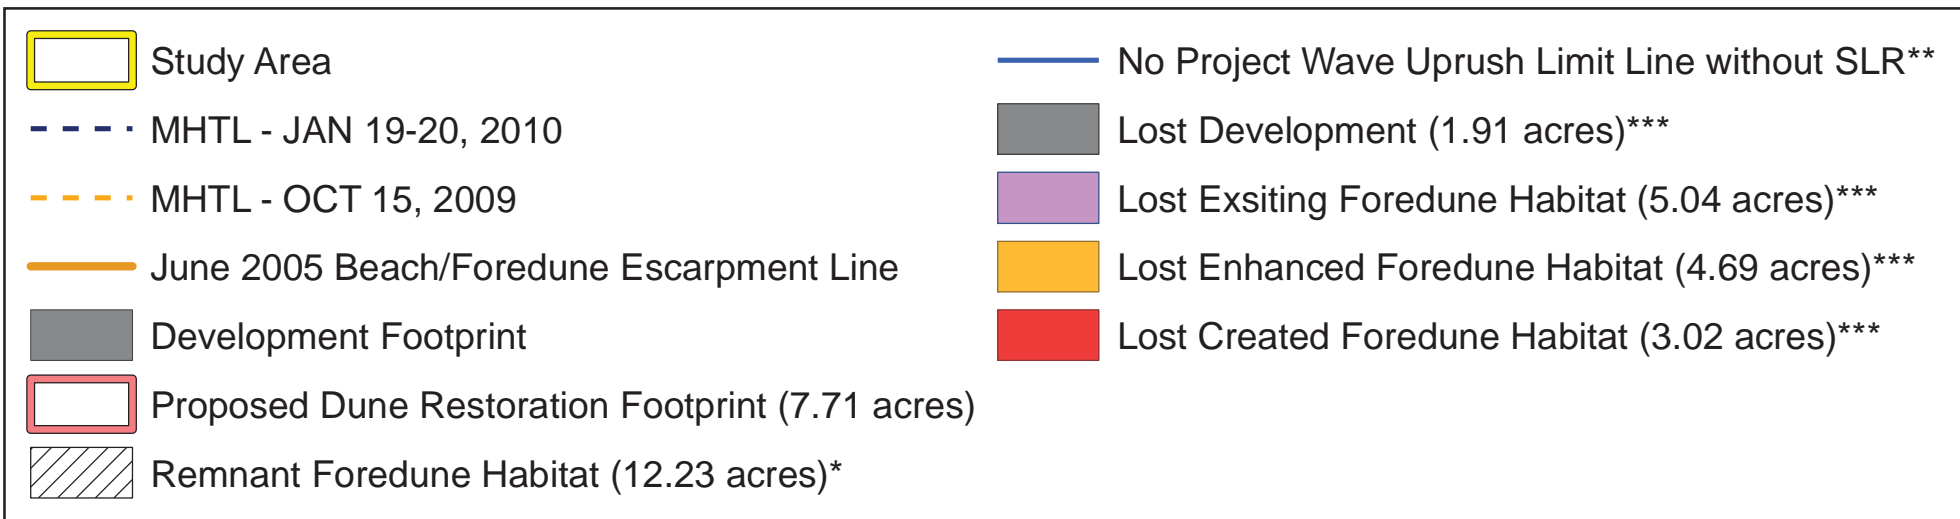 Study Area
MHTL - JAN 19-20, 2010
MHTL - OCT 15, 2009
June 2005 Beach/Foredune Escarpment Line
Development Footprint
Proposed Dune Restoration Footprint (7.71 acres)
Remnant Foredune Habitat (12.23 acres)*
No Project Wave Uprush Limit Line without SLR**
Lost Development (1.91 acres)***
Lost Exsiting Foredune Habitat (5.04 acres)***
Lost Enhanced Foredune Habitat (4.69 acres)***
Lost Created Foredune Habitat (3.02 acres)***